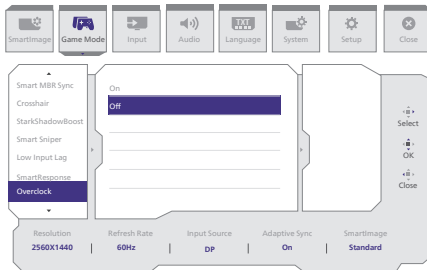 SmartImage
Game Mode
Input
Audio
TXT
Language
System
Setup
Close
Smart MBR Sync
Crosshair
StarkShadowBoost
Smart Sniper
Low Input Lag
SmartResponse
Overclock
On
Off
Select
OK
Close
Resolution
Refresh Rate
Input Source
Adaptive Sync
SmartImage
2560X1440
60Hz
DP
On
Standard